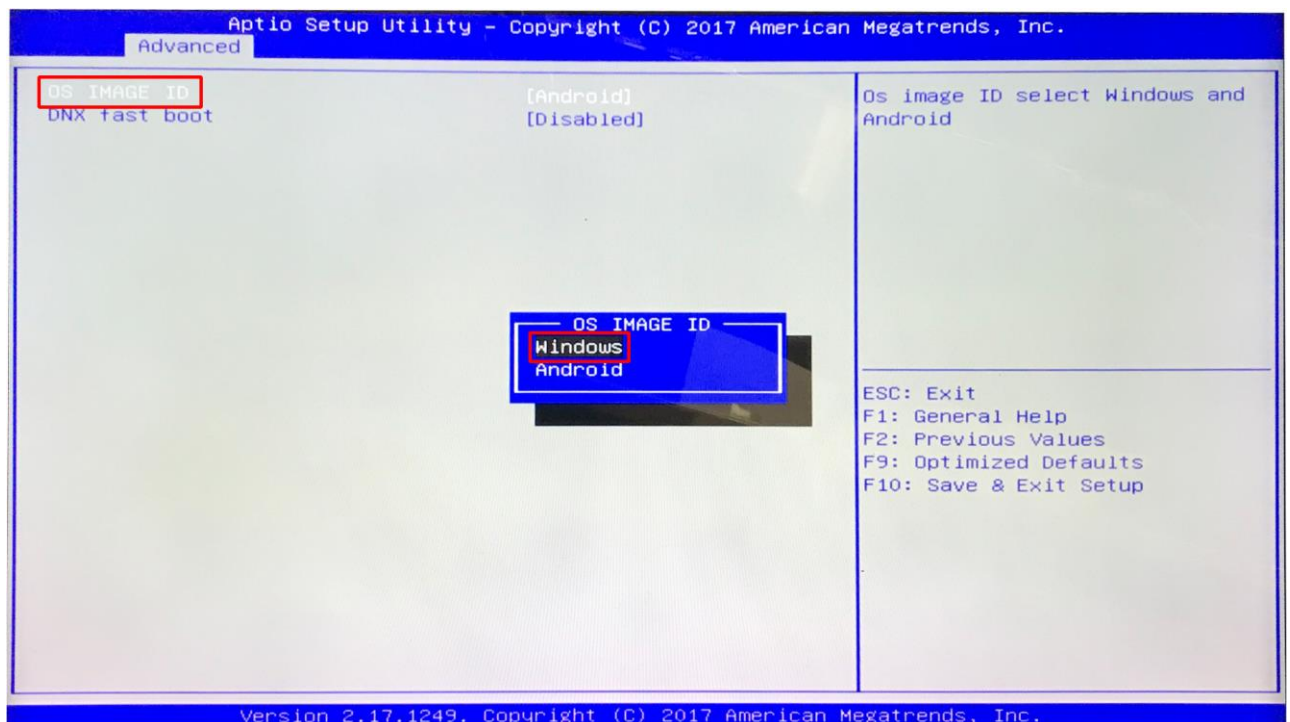 Aptio Setup Utility – Copyright (C) 2017 American Megatrends, Inc.
Advanced
OS IMAGE ID [Android]
DNX fast boot [Disabled]
Os image ID select Windows and
Android
OS IMAGE ID
Windows
Android
ESC: Exit
F1: General Help
F2: Previous Values
F9: Optimized Defaults
F10: Save & Exit Setup
Version 2.17.1249. Copyright (C) 2017 American Megatrends, Inc.